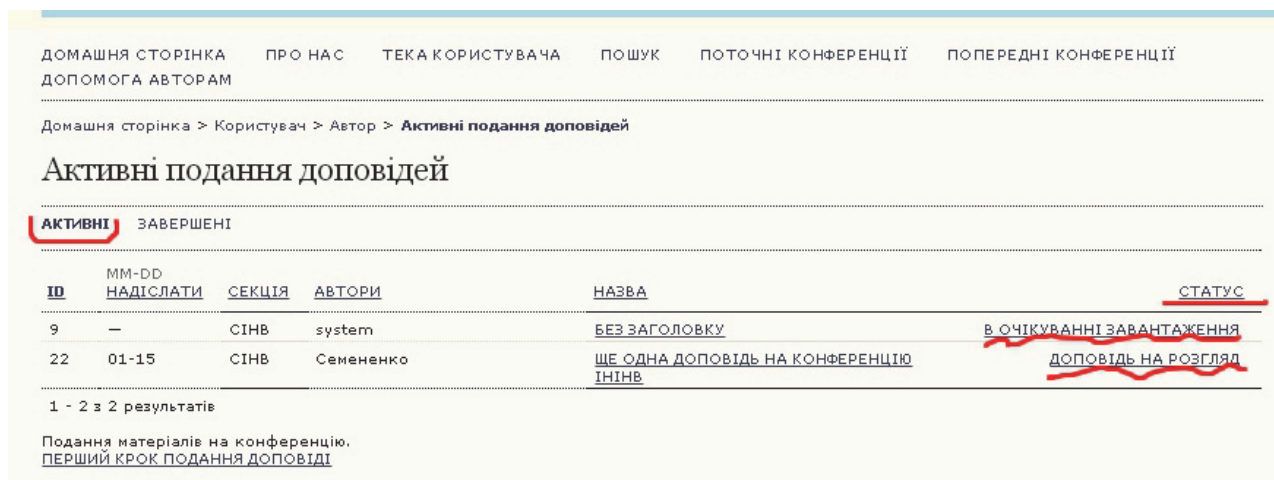 ДОМАШНЯ СТОРІНКА ПРО НАС ТЕКА КОРИСТУВАЧА ПОШУК ПОТОЧНІ КОНФЕРЕНЦІЇ ПОПЕРЕДНІ КОНФЕРЕНЦІЇ
ДОПОМОГА АВТОРАМ
Домашня сторінка > Користувач > Автор > Активні подання доповідей
Активні подання доповідей
АКТИВНІ ЗАВЕРШЕНІ
MM-DD
ID НАДІСЛАТИ СЕКЦІЯ АВТОРИ НАЗВА СТАТУС
9 — СІНВ system БЕЗ ЗАГОЛОВКУ В ОЧІКУВАННІ ЗАВАНТАЖЕННЯ
22 01-15 СІНВ Семененко ЩЕ ОДНА ДОПОВІДЬ НА КОНФЕРЕНЦІЮ ДОПОВІДЬ НА РОЗГЛЯД
ІНІНВ
1 - 2 з 2 результатів
Подання матеріалів на конференцію.
ПЕРШИЙ КРОК ПОДАННЯ ДОПОВІДІ